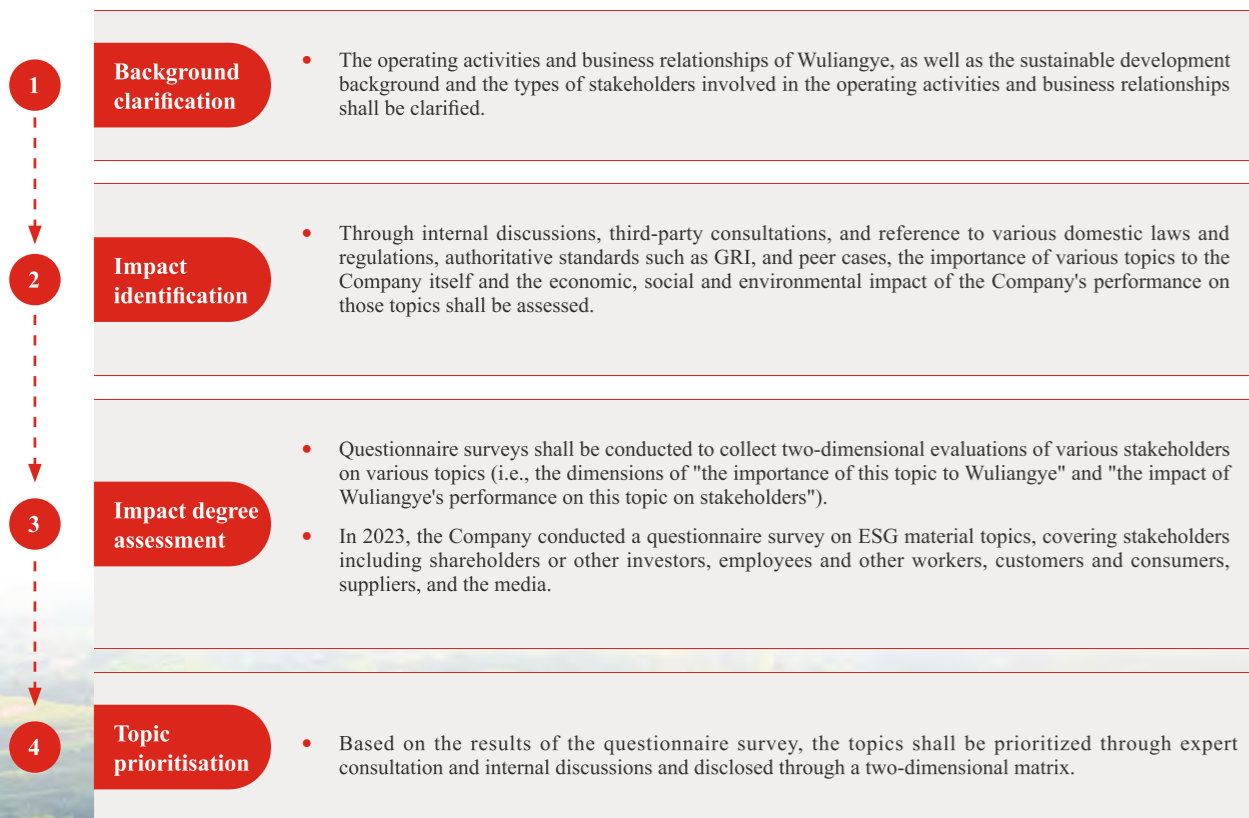 1
Background
clarification
• The operating activities and business relationships of Wuliangye, as well as the sustainable development
background and the types of stakeholders involved in the operating activities and business relationships
shall be clarified.
2
Impact
identification
• Through internal discussions, third-party consultations, and reference to various domestic laws and
regulations, authoritative standards such as GRI, and peer cases, the importance of various topics to the
Company itself and the economic, social and environmental impact of the Company's performance on
those topics shall be assessed.
3
Impact degree
assessment
• Questionnaire surveys shall be conducted to collect two-dimensional evaluations of various stakeholders
on various topics (i.e., the dimensions of "the importance of this topic to Wuliangye" and "the impact of
Wuliangye's performance on this topic on stakeholders").
• In 2023, the Company conducted a questionnaire survey on ESG material topics, covering stakeholders
including shareholders or other investors, employees and other workers, customers and consumers,
suppliers, and the media.
4
Topic
prioritisation
• Based on the results of the questionnaire survey, the topics shall be prioritized through expert
consultation and internal discussions and disclosed through a two-dimensional matrix.